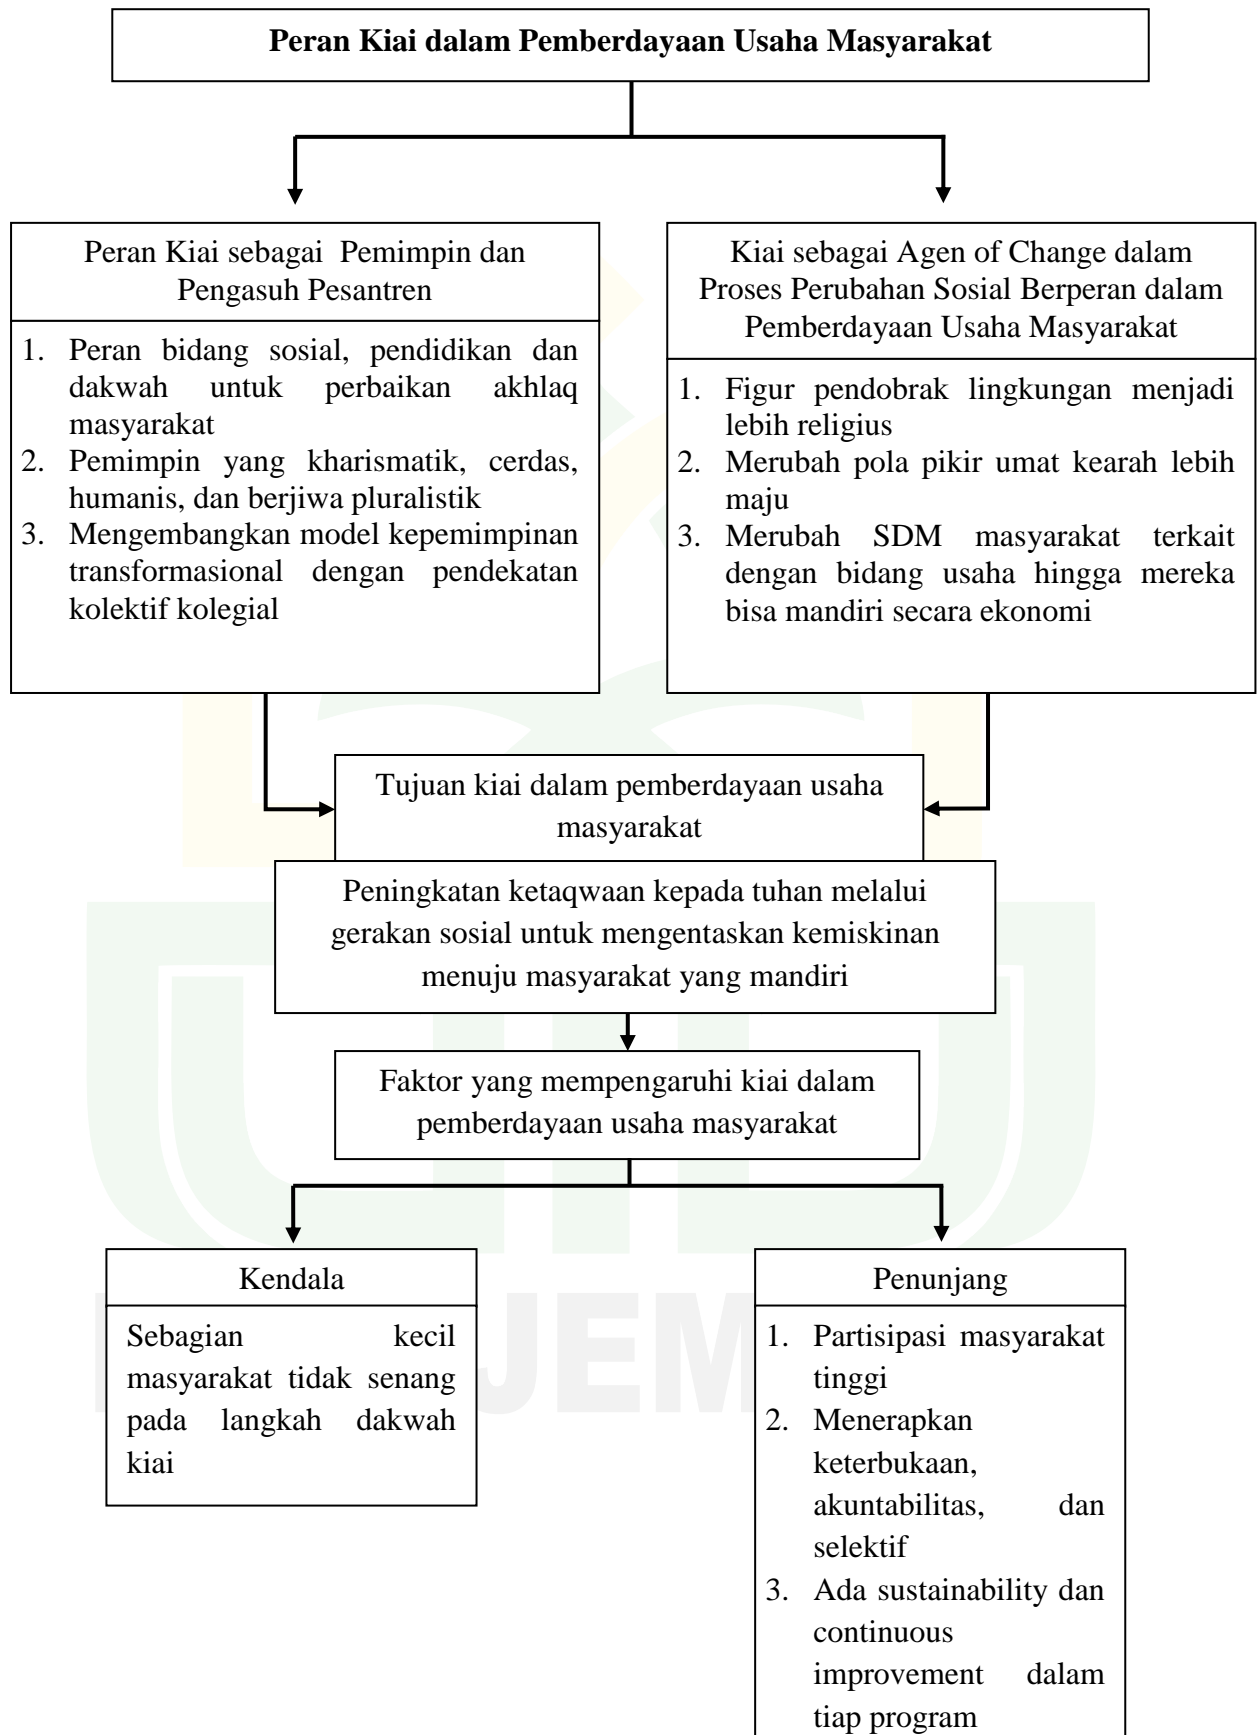 Peran Kiai dalam Pemberdayaan Usaha Masyarakat
Peran Kiai sebagai Pemimpin dan
Pengasuh Pesantren
1. Peran bidang sosial, pendidikan dan
dakwah untuk perbaikan akhlaq
masyarakat
2. Pemimpin yang kharismatik, cerdas,
humanis, dan berjiwa pluralistik
3. Mengembangkan model kepemimpinan
transformasional dengan pendekatan
kolektif kolegial
Kiai sebagai Agen of Change dalam
Proses Perubahan Sosial Berperan dalam
Pemberdayaan Usaha Masyarakat
1. Figur pendobrak lingkungan menjadi
lebih religius
2. Merubah pola pikir umat kearah lebih
maju
3. Merubah SDM masyarakat terkait
dengan bidang usaha hingga mereka
bisa mandiri secara ekonomi
Tujuan kiai dalam pemberdayaan usaha
masyarakat
Peningkatan ketaqwaan kepada tuhan melalui
gerakan sosial untuk mengentaskan kemiskinan
menuju masyarakat yang mandiri
Faktor yang mempengaruhi kiai dalam
pemberdayaan usaha masyarakat
Kendala
Sebagian kecil
masyarakat tidak senang
pada langkah dakwah
kiai
Penunjang
1. Partisipasi masyarakat
tinggi
2. Menerapkan
keterbukaan,
akuntabilitas, dan
selektif
3. Ada sustainability dan
continuous
improvement dalam
tiap program